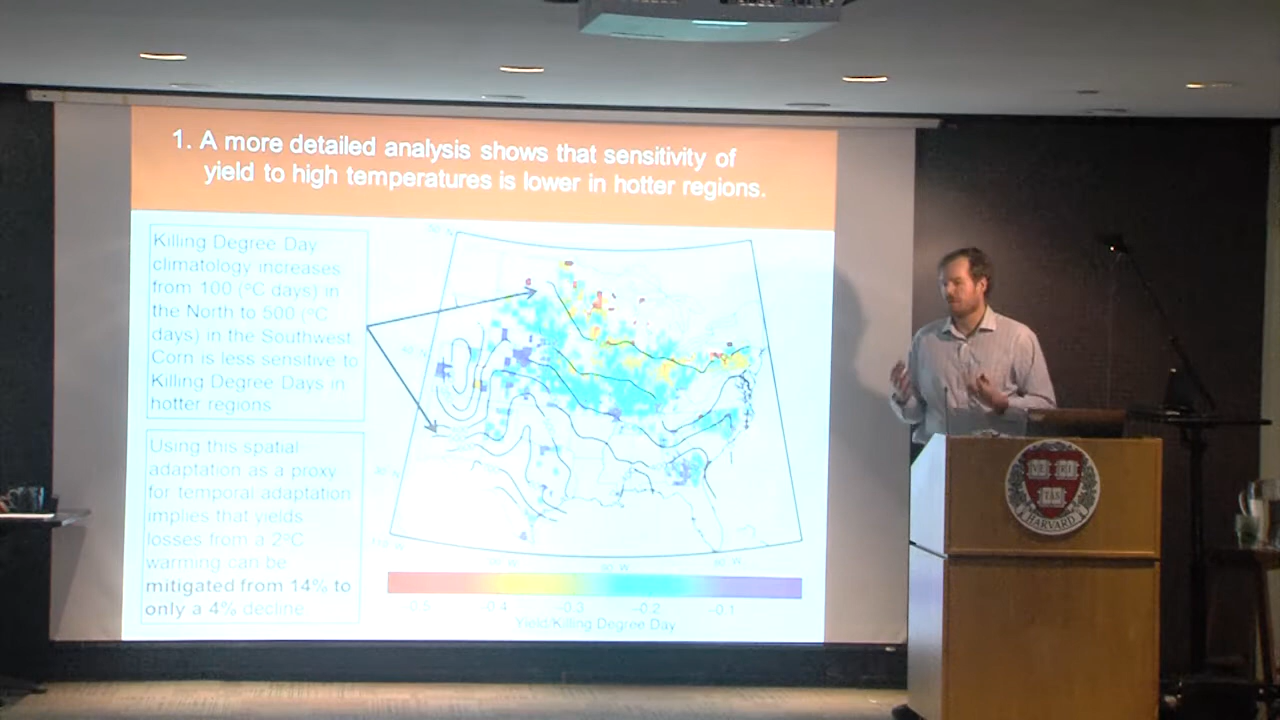 1. A more detailed analysis shows that sensitivity of
yield to high temperatures is lower in hotter regions.
Killing Degree Day
climatology increases
from 100 (°C days) in
the North to 500 (°C
days) in the Southwest.
Corn is less sensitive to
Killing Degree Days in
hotter regions
Using this spatial
adaptation as a proxy
for temporal adaptation
implies that yields
losses from a 2°C
warming can be
mitigated from 14% to
only a 4% decline
-0.5 -0.4 -0.3 -0.2 -0.1
Yield/Killing Degree Day
VE RI
TAS
HARVARD